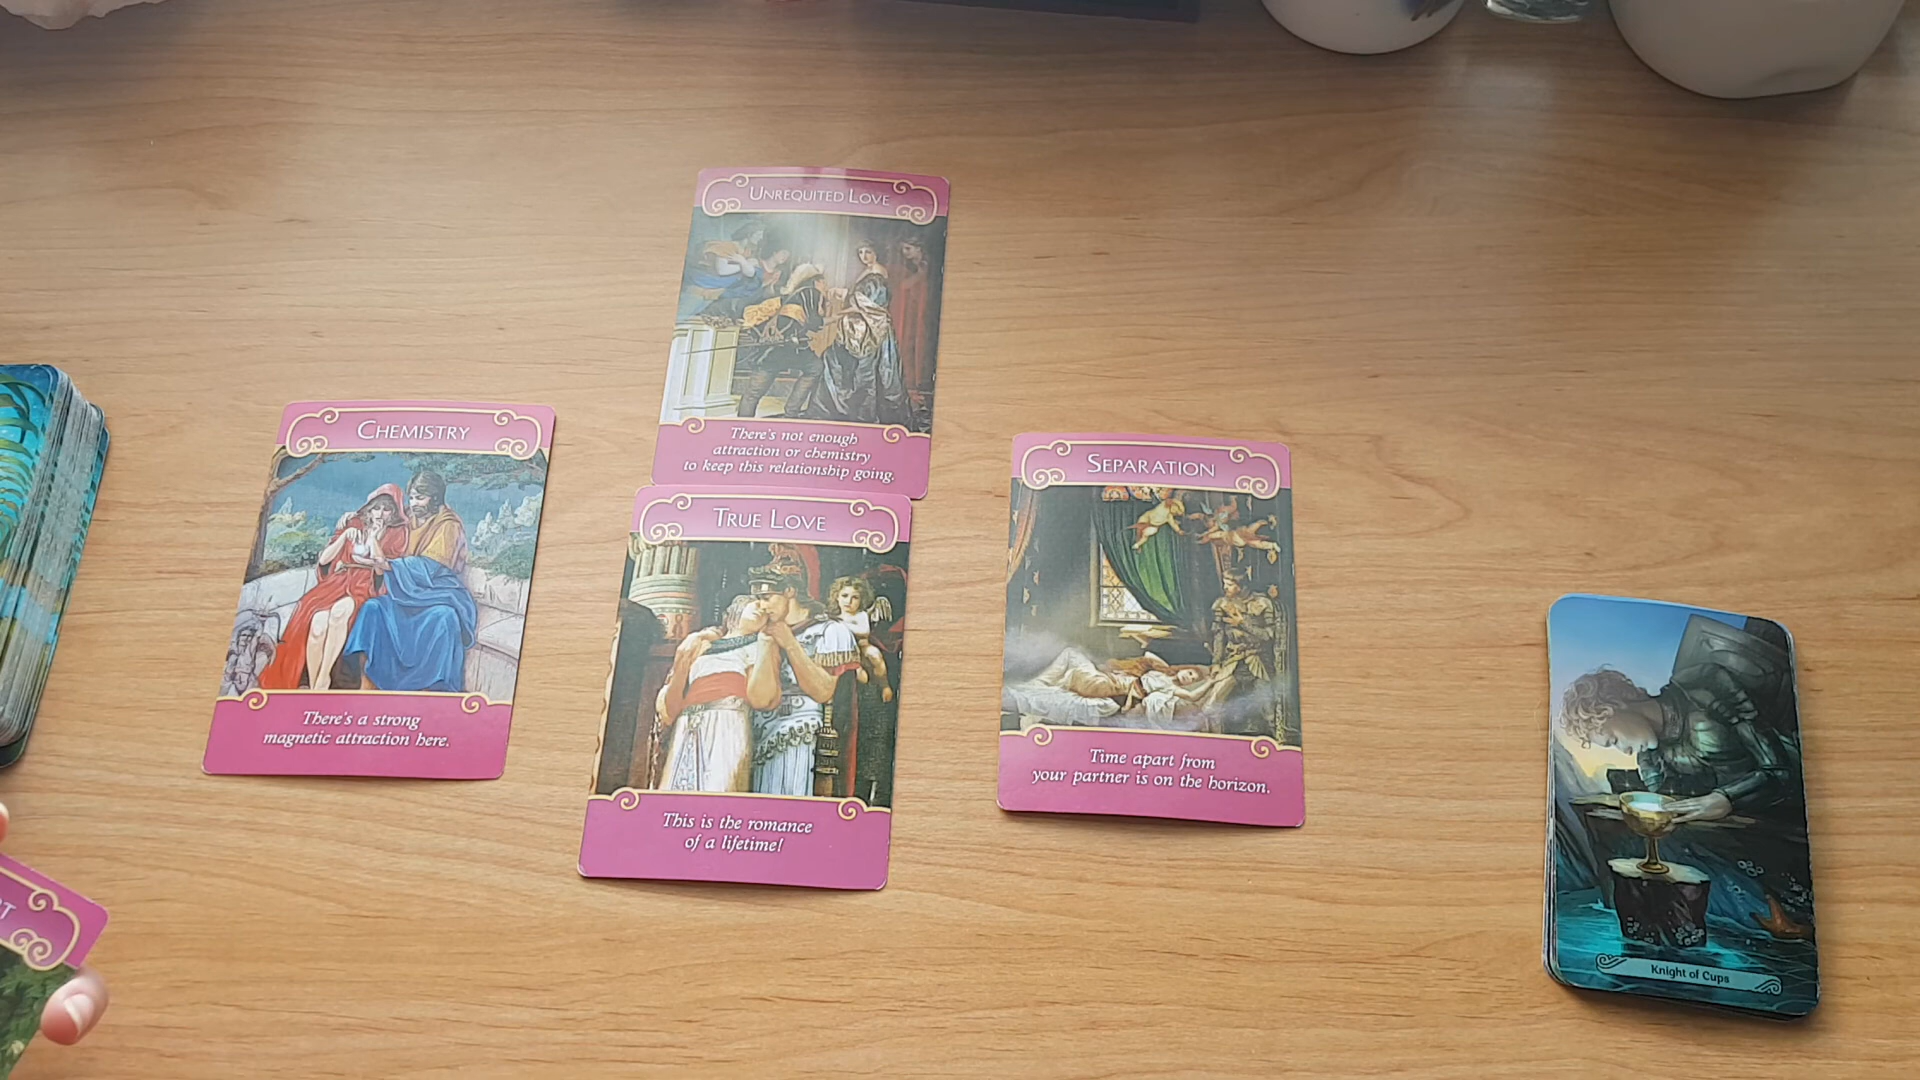 UNREQUITED LOVE
There's not enough
attraction or chemistry
to keep this relationship going.
CHEMISTRY
There's a strong
magnetic attraction here.
TRUE LOVE
This is the romance
of a lifetime!
SEPARATION
Time apart from
your partner is on the horizon.
Knight of Cups